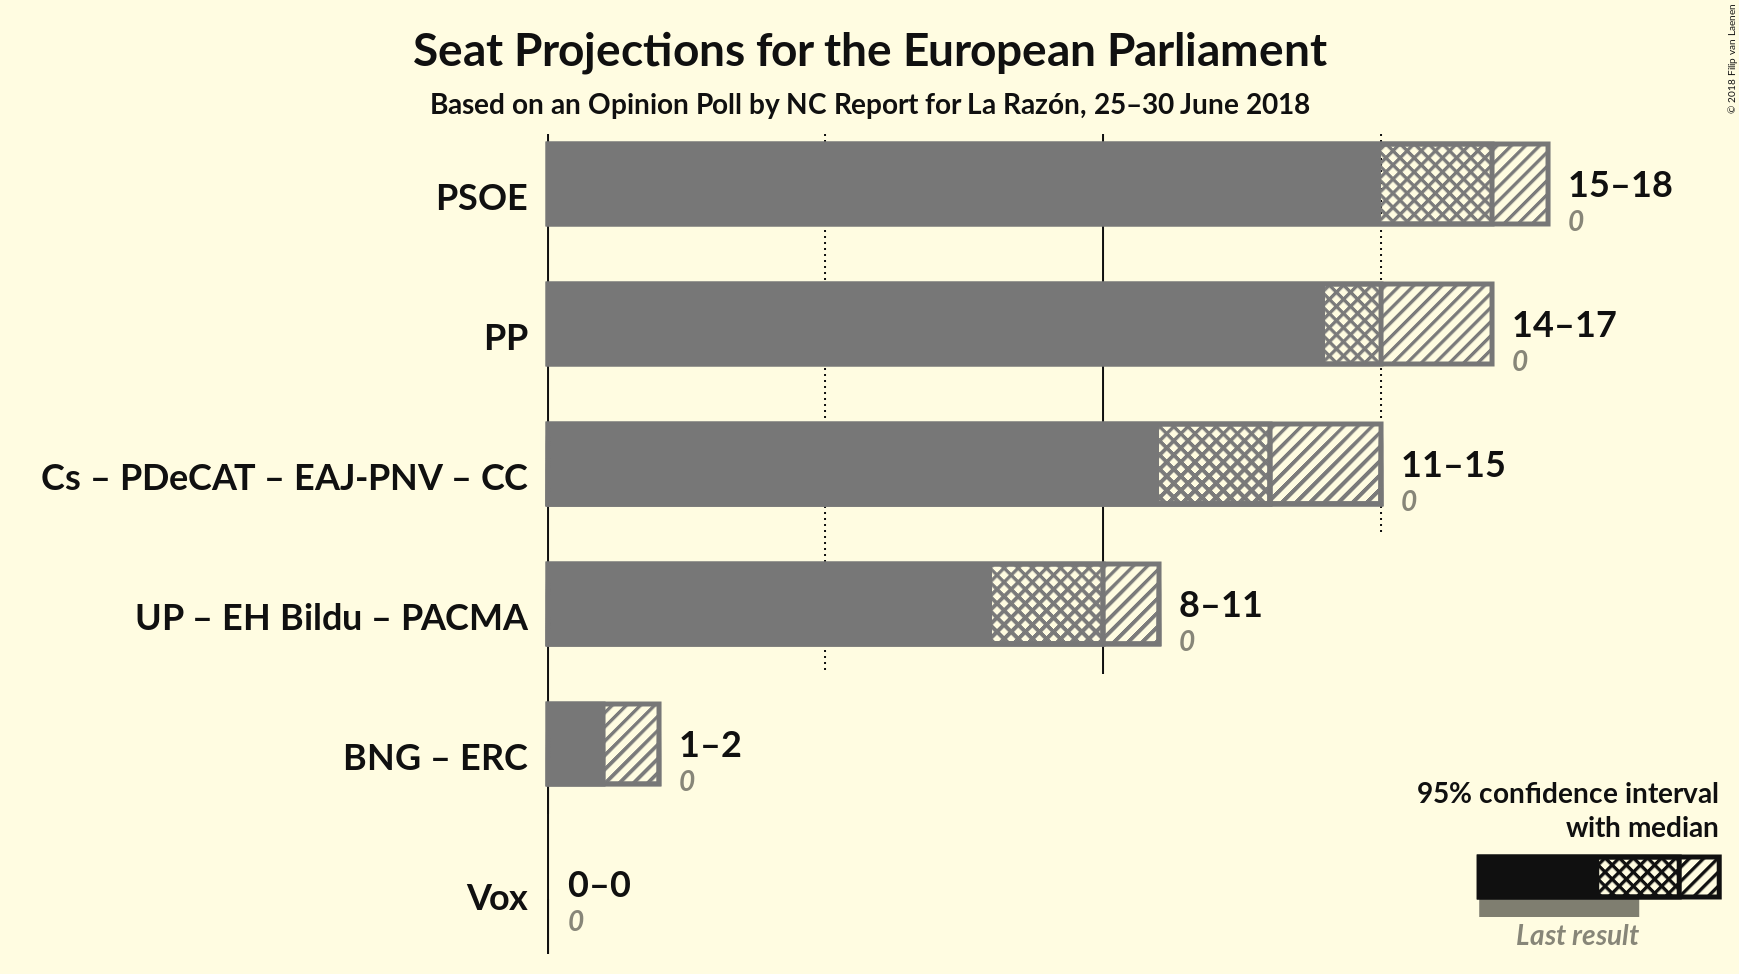 Seat Projections for the European Parliament
Based on an Opinion Poll by NC Report for La Razón, 25–30 June 2018
© 2018 Filip van Laenen
PSOE
15–18
0
PP
14–17
0
Cs – PDeCAT – EAJ-PNV – CC
11–15
0
UP – EH Bildu – PACMA
8–11
0
BNG – ERC
1–2
0
Vox
0–0
0
95% confidence interval
with median
Last result